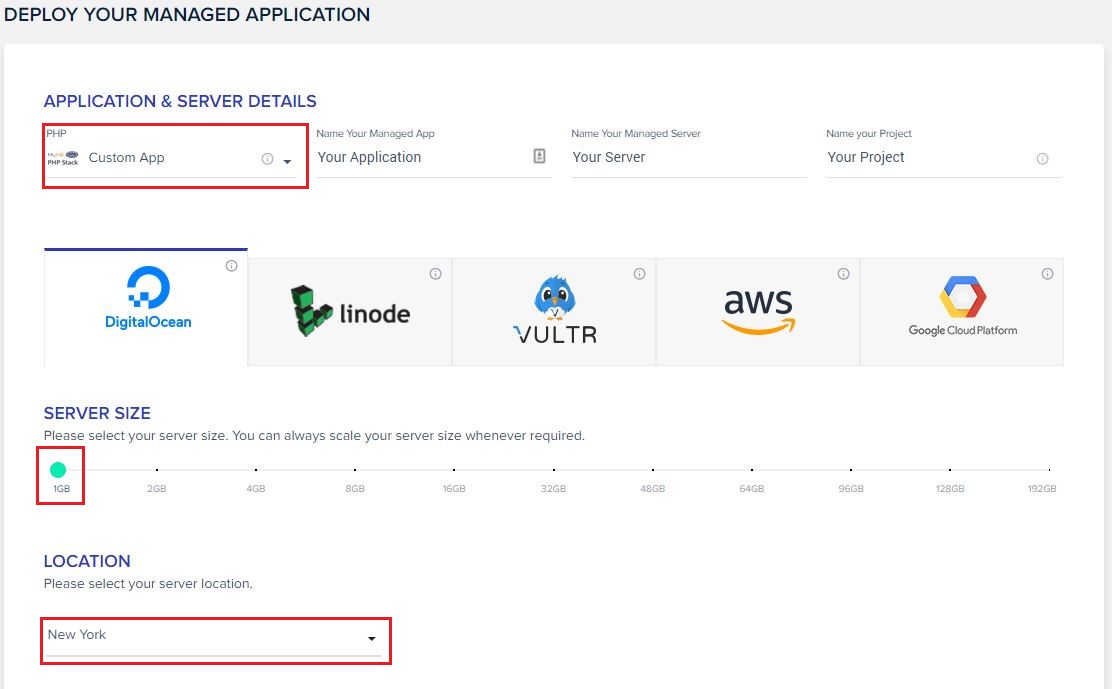 DEPLOY YOUR MANAGED APPLICATION
APPLICATION & SERVER DETAILS
PHP
MySQL
PHP Stack
Custom App
Name Your Managed App
Your Application
Name Your Managed Server
Your Server
Name your Project
Your Project
DigitalOcean
linode
VULTR
aws
Google Cloud Platform
SERVER SIZE
Please select your server size. You can always scale your server size whenever required.
1GB 2GB 4GB 8GB 16GB 32GB 48GB 64GB 96GB 128GB 192GB
LOCATION
Please select your server location.
New York